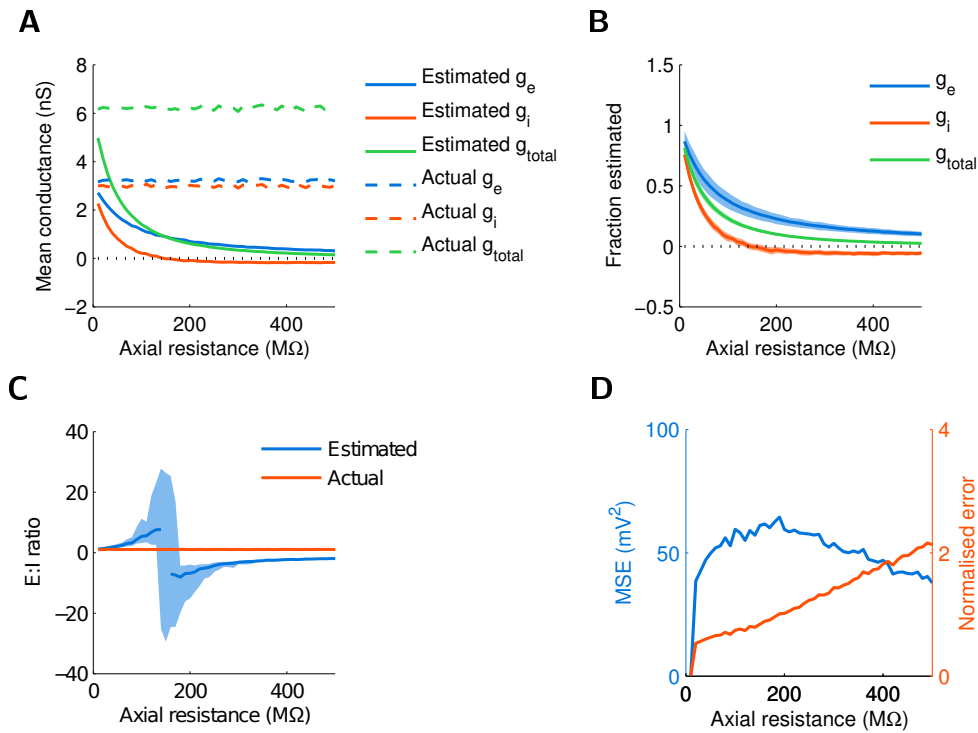 A
8
6
4
2
0
−2
Mean conductance (nS)
0 200 400
Axial resistance (MΩ)
Estimated g_e
Estimated g_i
Estimated g_total
Actual g_e
Actual g_i
Actual g_total
B
1.5
1
0.5
0
−0.5
Fraction estimated
0 200 400
Axial resistance (MΩ)
g_e
g_i
g_total
C
40
20
0
−20
−40
E:I ratio
0 200 400
Axial resistance (MΩ)
Estimated
Actual
D
100
50
0
MSE (mV²)
4
2
0
Normalised error
0 200 400
Axial resistance (MΩ)